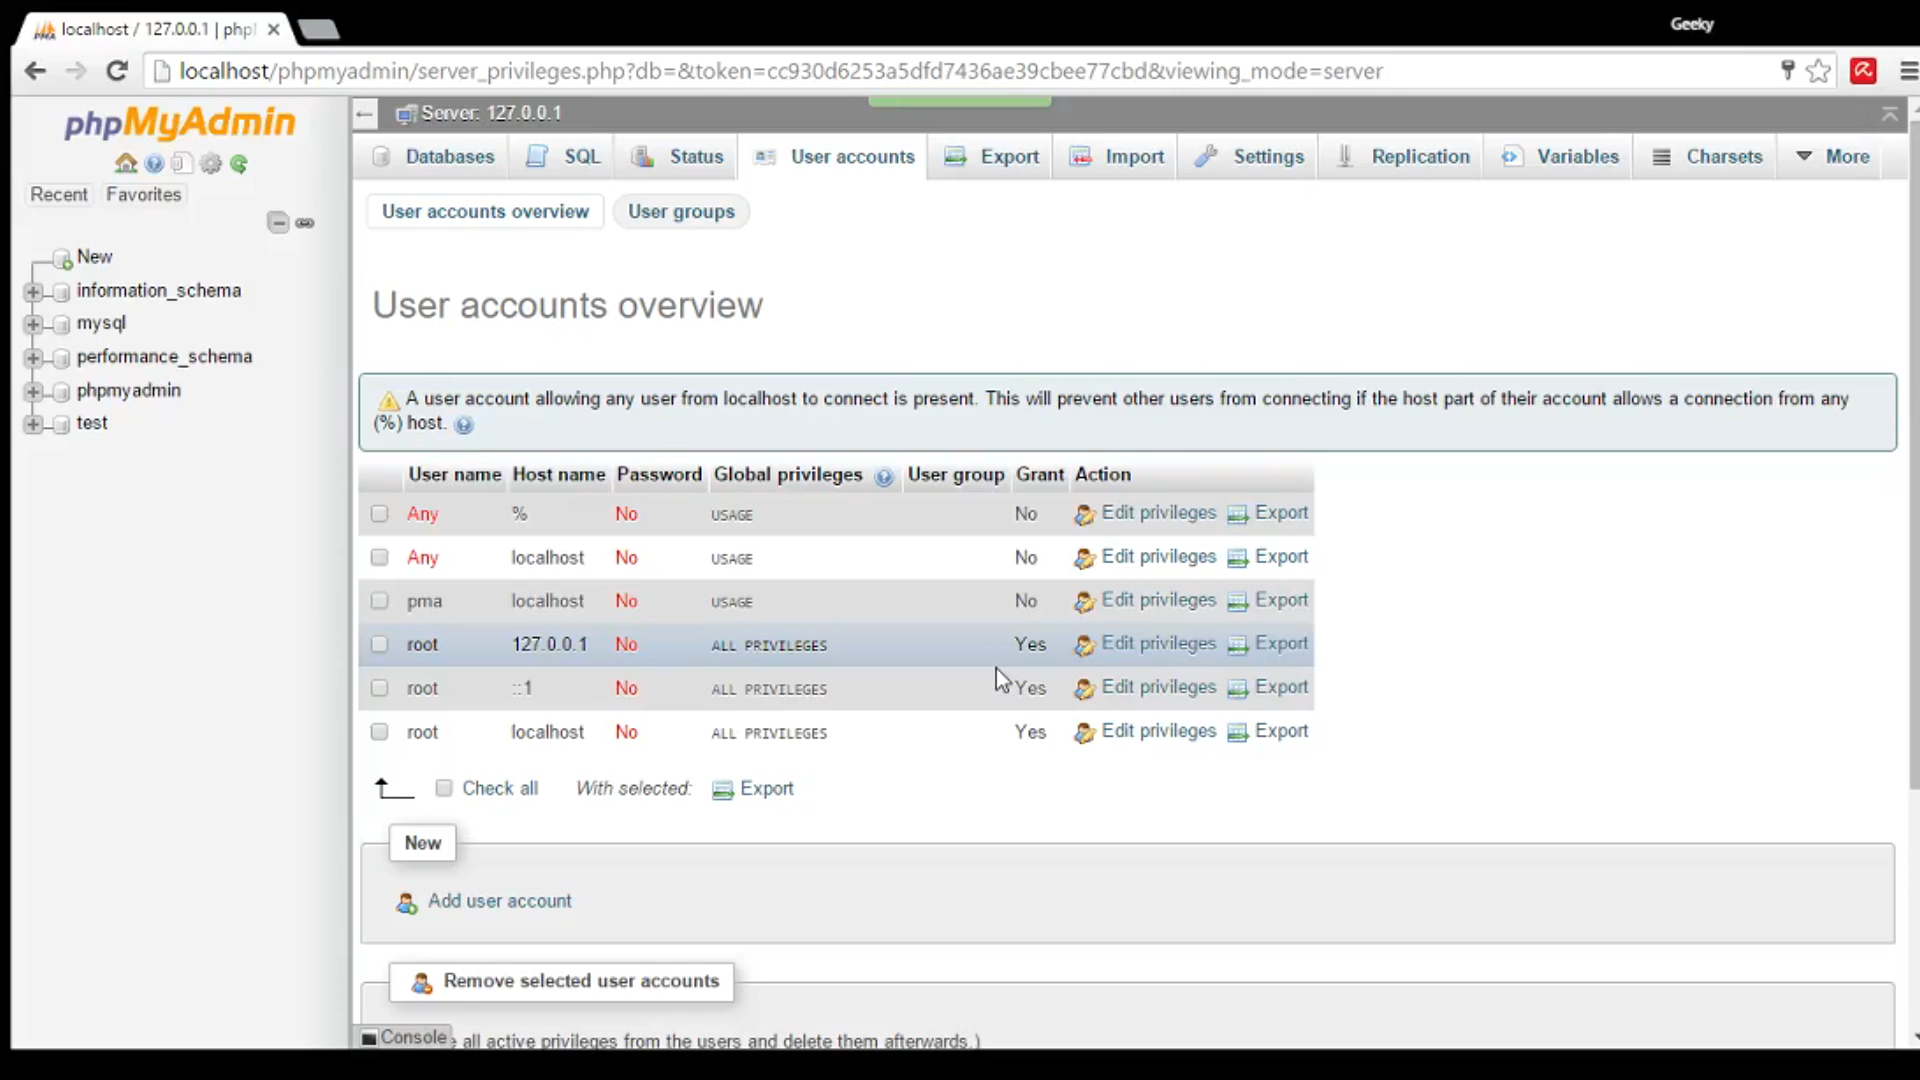 localhost / 127.0.0.1 | php
Geeky
localhost/phpmyadmin/server_privileges.php?db=&token=cc930d6253a5dfd7436ae39cbee77cbd&viewing_mode=server
phpMyAdmin
Server: 127.0.0.1
Databases SQL Status User accounts Export Import Settings Replication Variables Charsets More
Recent Favorites
User accounts overview User groups
New
information_schema
mysql
performance_schema
phpmyadmin
test
User accounts overview
A user account allowing any user from localhost to connect is present. This will prevent other users from connecting if the host part of their account allows a connection from any
(%) host.
User name Host name Password Global privileges User group Grant Action
Any % No USAGE No Edit privileges Export
Any localhost No USAGE No Edit privileges Export
pma localhost No USAGE No Edit privileges Export
root 127.0.0.1 No ALL PRIVILEGES Yes Edit privileges Export
root ::1 No ALL PRIVILEGES Yes Edit privileges Export
root localhost No ALL PRIVILEGES Yes Edit privileges Export
Check all With selected: Export
New
Add user account
Remove selected user accounts
Console all active privileges from the users and delete them afterwards.)